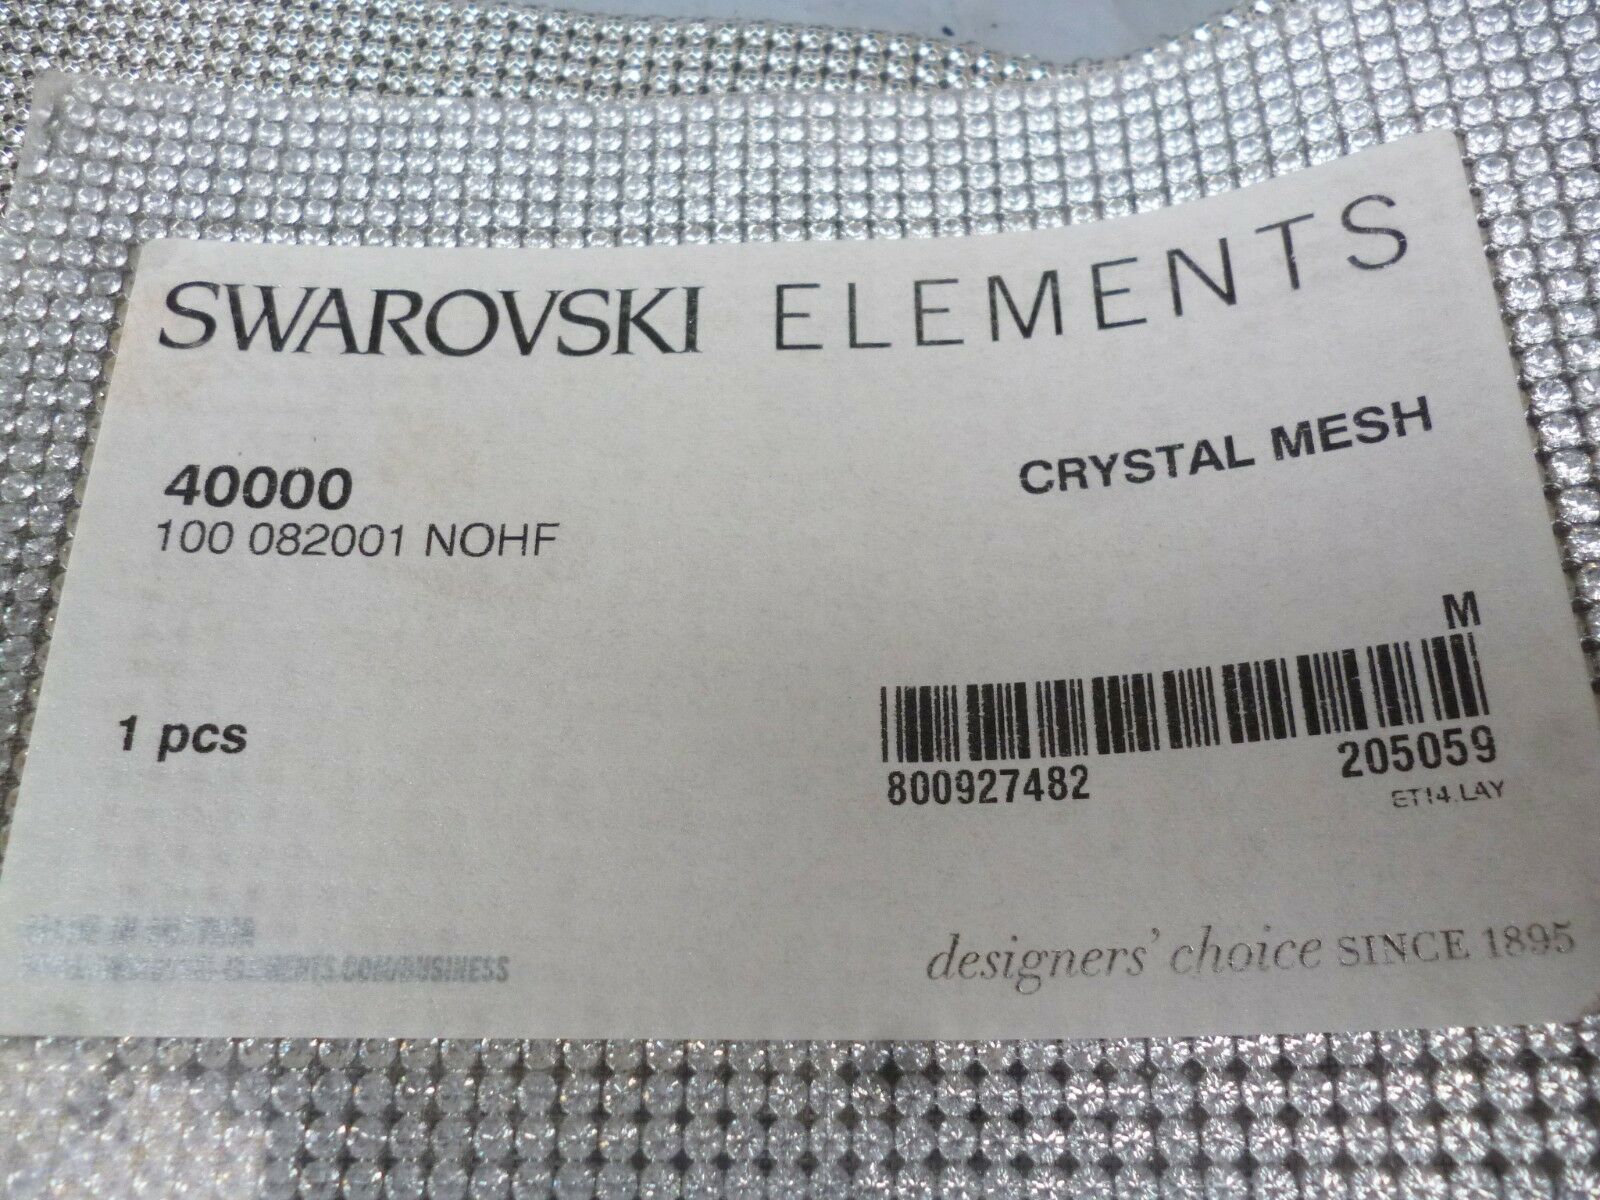 SWAROVSKI ELEMENTS
40000
CRYSTAL MESH
100 082001 NOHF
M
1 pcs
800927482 205059
ET14.LAY
designers' choice SINCE 1895